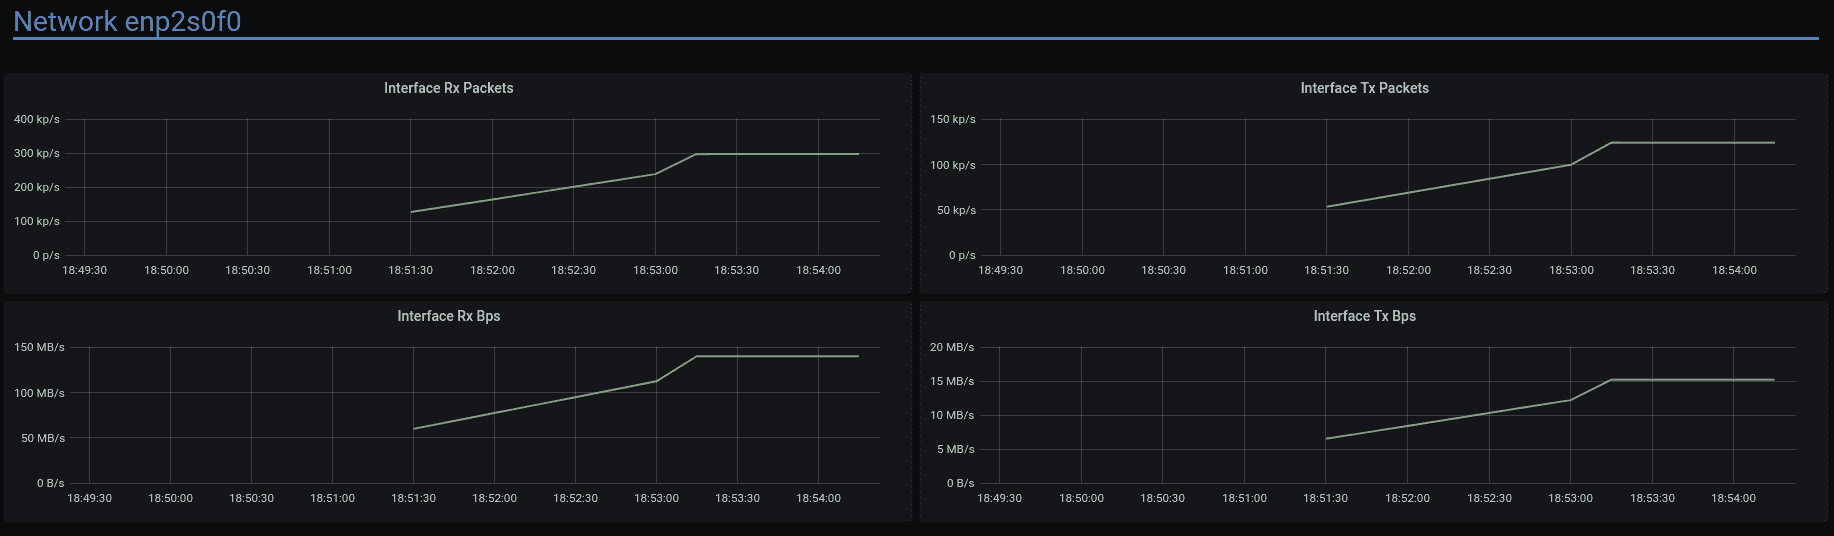 Network enp2s0f0
Interface Rx Packets
400 kp/s
300 kp/s
200 kp/s
100 kp/s
0 p/s
18:49:30 18:50:00 18:50:30 18:51:00 18:51:30 18:52:00 18:52:30 18:53:00 18:53:30 18:54:00
Interface Tx Packets
150 kp/s
100 kp/s
50 kp/s
0 p/s
18:49:30 18:50:00 18:50:30 18:51:00 18:51:30 18:52:00 18:52:30 18:53:00 18:53:30 18:54:00
Interface Rx Bps
150 MB/s
100 MB/s
50 MB/s
0 B/s
18:49:30 18:50:00 18:50:30 18:51:00 18:51:30 18:52:00 18:52:30 18:53:00 18:53:30 18:54:00
Interface Tx Bps
20 MB/s
15 MB/s
10 MB/s
5 MB/s
0 B/s
18:49:30 18:50:00 18:50:30 18:51:00 18:51:30 18:52:00 18:52:30 18:53:00 18:53:30 18:54:00